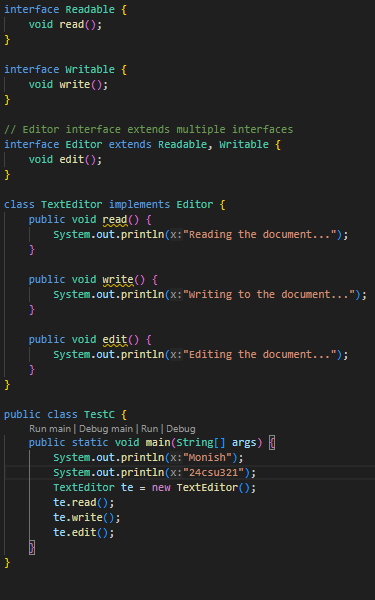 interface Readable {
    void read();
}

interface Writable {
    void write();
}

// Editor interface extends multiple interfaces
interface Editor extends Readable, Writable {
    void edit();
}

class TextEditor implements Editor {
    public void read() {
        System.out.println(x:"Reading the document...");
    }

    public void write() {
        System.out.println(x:"Writing to the document...");
    }

    public void edit() {
        System.out.println(x:"Editing the document...");
    }
}

public class TestC {
    Run main | Debug main | Run | Debug
    public static void main(String[] args) {
        System.out.println(x:"Monish");
        System.out.println(x:"24csu321");
        TextEditor te = new TextEditor();
        te.read();
        te.write();
        te.edit();
    }
}